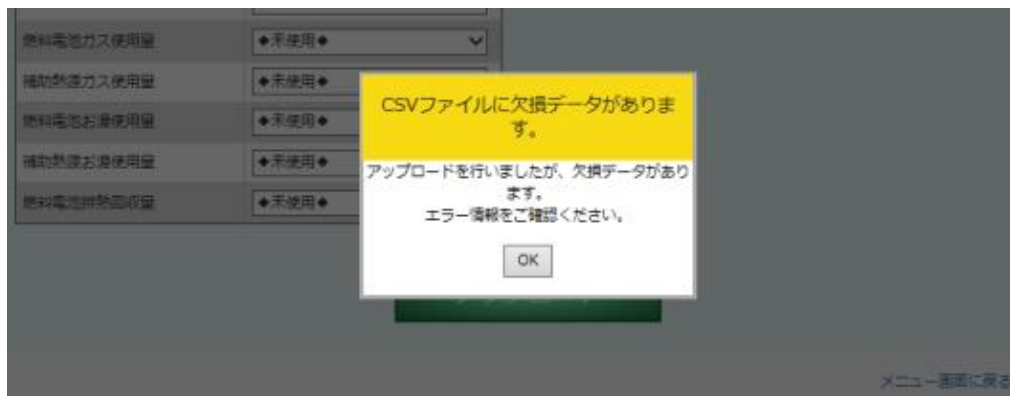 燃料電池ガス使用量 ◆未使用◆
補助熱源ガス使用量 ◆未使用◆
燃料電池お湯使用量 ◆未使用◆
補助熱源お湯使用量 ◆未使用◆
燃料電池排熱回収量 ◆未使用◆
CSVファイルに欠損データがありま
す。
アップロードを行いましたが、欠損データがあり
ます。
エラー情報をご確認ください。
OK
メニュー画面に戻る